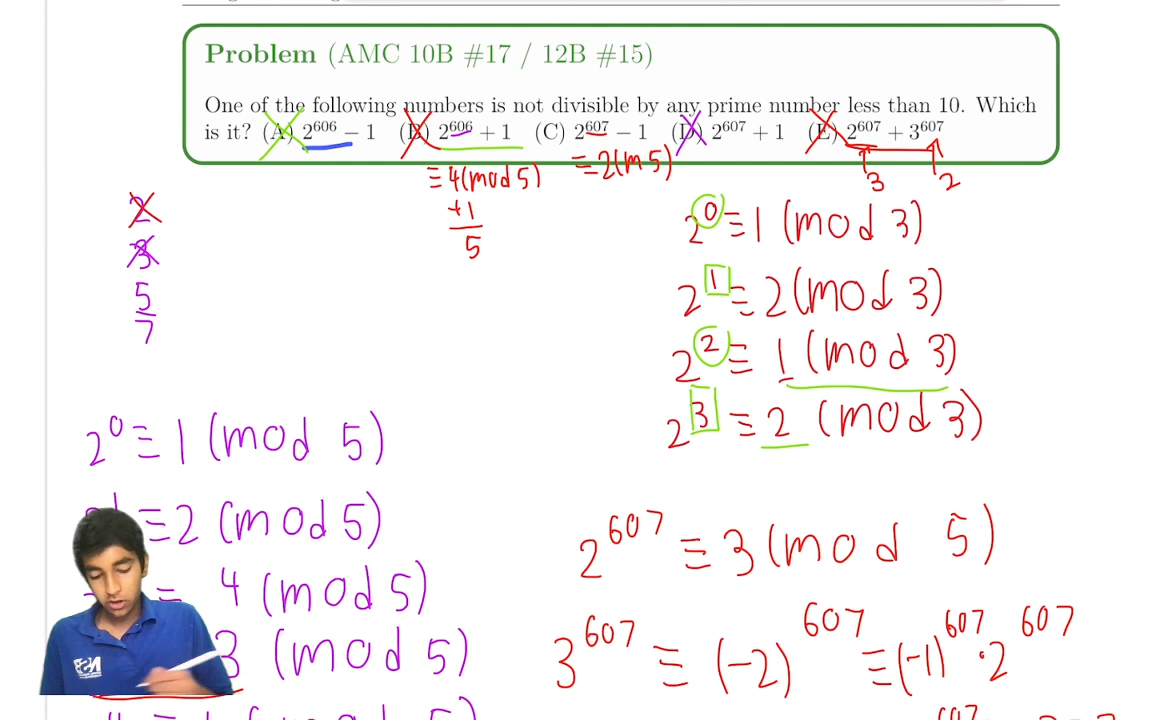 Problem (AMC 10B #17 / 12B #15)
One of the following numbers is not divisible by any prime number less than 10. Which
is it? (A) 2^606 − 1 (B) 2^606 + 1 (C) 2^607 − 1 (D) 2^607 + 1 (E) 2^607 + 3^607
≡ 4 (mod 5)
+1
5
≡ 2 (m 5)
3
2
2
3
5
7
2^0 ≡ 1 (mod 3)
2^1 ≡ 2 (mod 3)
2^2 ≡ 1 (mod 3)
2^3 ≡ 2 (mod 3)
2^0 ≡ 1 (mod 5)
≡ 2 (mod 5)
≡ 4 (mod 5)
3 (mod 5)
2^607 ≡ 3 (mod 5)
3^607 ≡ (-2)^607 ≡ (-1)^607 · 2^607